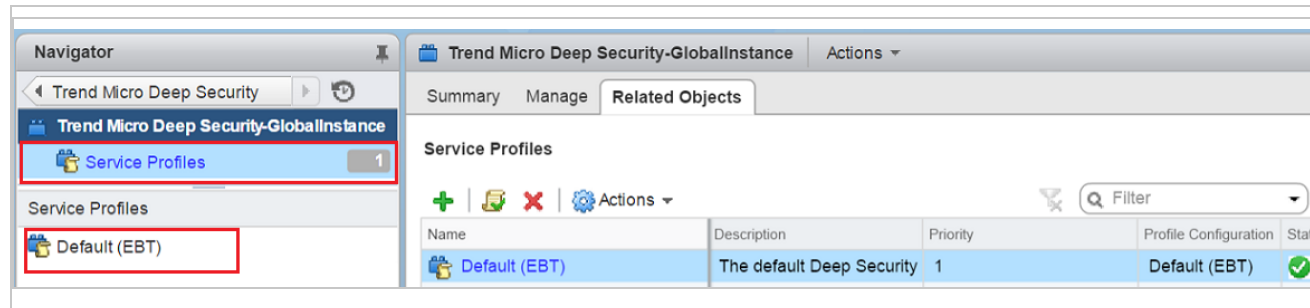 Navigator
Trend Micro Deep Security
Trend Micro Deep Security-GlobalInstance
Service Profiles 1
Service Profiles
Default (EBT)
Trend Micro Deep Security-GlobalInstance Actions
Summary Manage Related Objects
Service Profiles
Actions Filter
Name Description Priority Profile Configuration Stat
Default (EBT) The default Deep Security 1 Default (EBT)